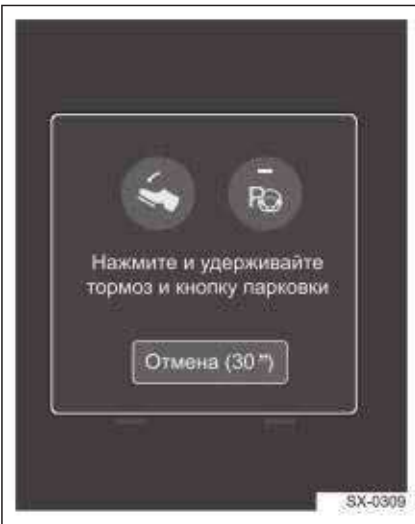 Нажмите и удерживайте
тормоз и кнопку парковки
Отмена (30")
SX-0309